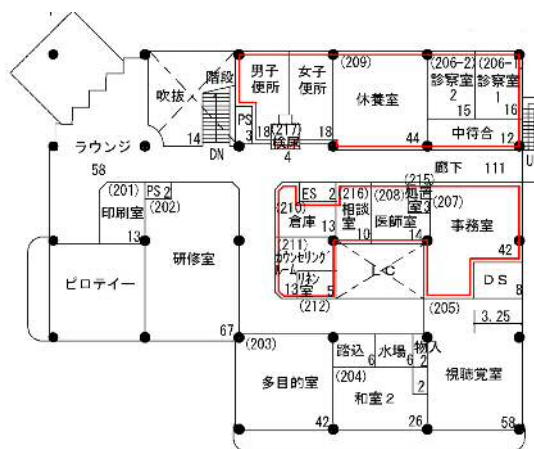 男子
便所
女子
便所
(209)
(206-2)
(206-1)
診察室
2
診察室
1
階段
吹抜
休養室
15
16
PS
3
18
(217)
検尿
4
18
14
DN
44
中待合
12
ラウンジ
58
廊下 111
U
(201)
PS 2
(202)
印刷室
13
ES 2
(210)
倉庫
13
(216)
相談
室
10
(208)
医師室
14
(215)
処置
室3
(207)
事務室
42
(211)
カウンセリング
ルーム
13
リネン
室
5
(212)
L C
ピロティー
研修室
67
DS
8
(205)
3.25
(203)
多目的室
42
踏込
6
水場
6
物入
2
2
(204)
和室2
26
視聴覚室
58